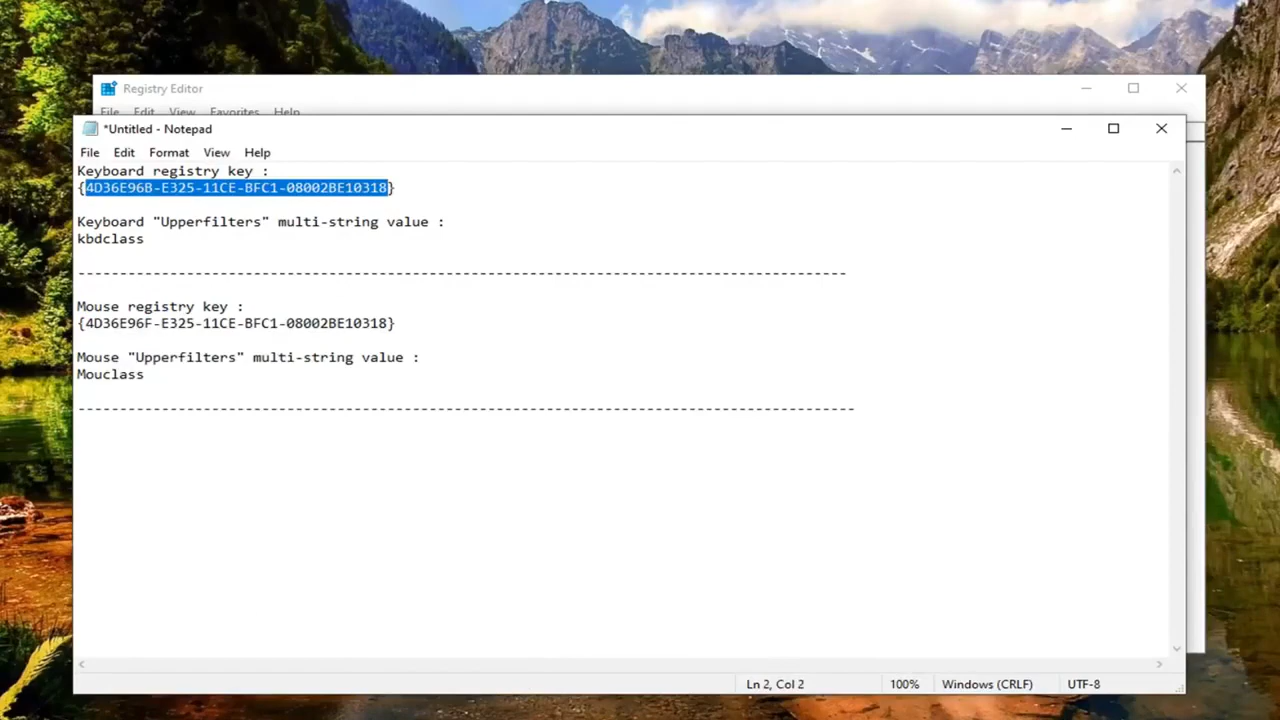 Registry Editor
File Edit View Favorites Help
*Untitled - Notepad
File Edit Format View Help
Keyboard registry key :
{4D36E96B-E325-11CE-BFC1-08002BE10318}
Keyboard "Upperfilters" multi-string value :
kbdclass
--------------------------------------------------------------------------------------------
Mouse registry key :
{4D36E96F-E325-11CE-BFC1-08002BE10318}
Mouse "Upperfilters" multi-string value :
Mouclass
---------------------------------------------------------------------------------------------
Ln 2, Col 2 100% Windows (CRLF) UTF-8